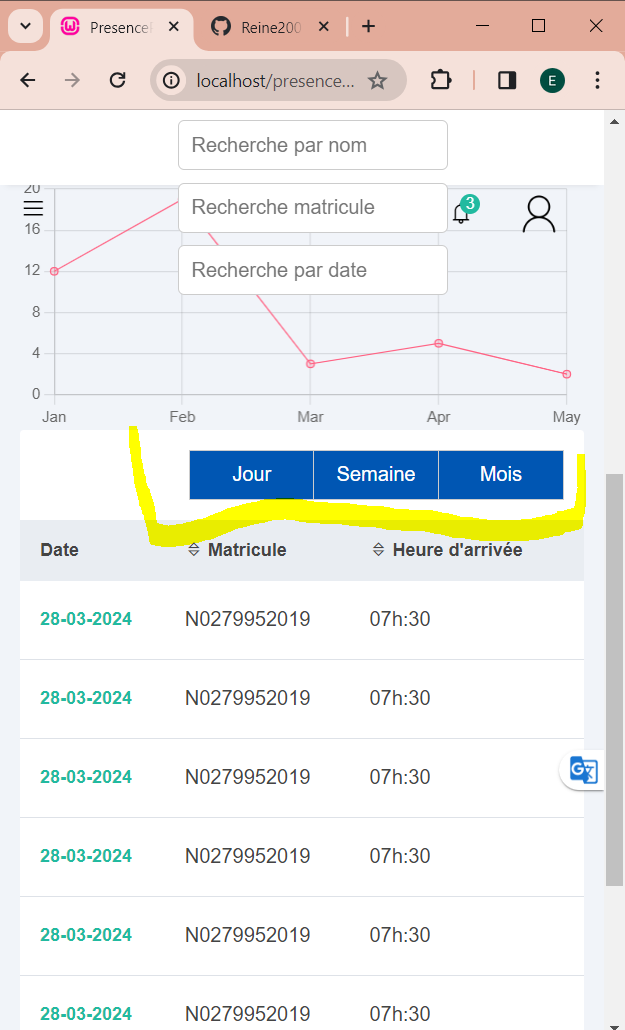 Presence
Reine200
localhost/presence...
E
Recherche par nom
20
Recherche matricule
3
16
12
Recherche par date
8
4
0
Jan Feb Mar Apr May
Jour Semaine Mois
Date Matricule Heure d'arrivée
28-03-2024 N0279952019 07h:30
28-03-2024 N0279952019 07h:30
28-03-2024 N0279952019 07h:30
28-03-2024 N0279952019 07h:30
28-03-2024 N0279952019 07h:30
28-03-2024 N0279952019 07h:30